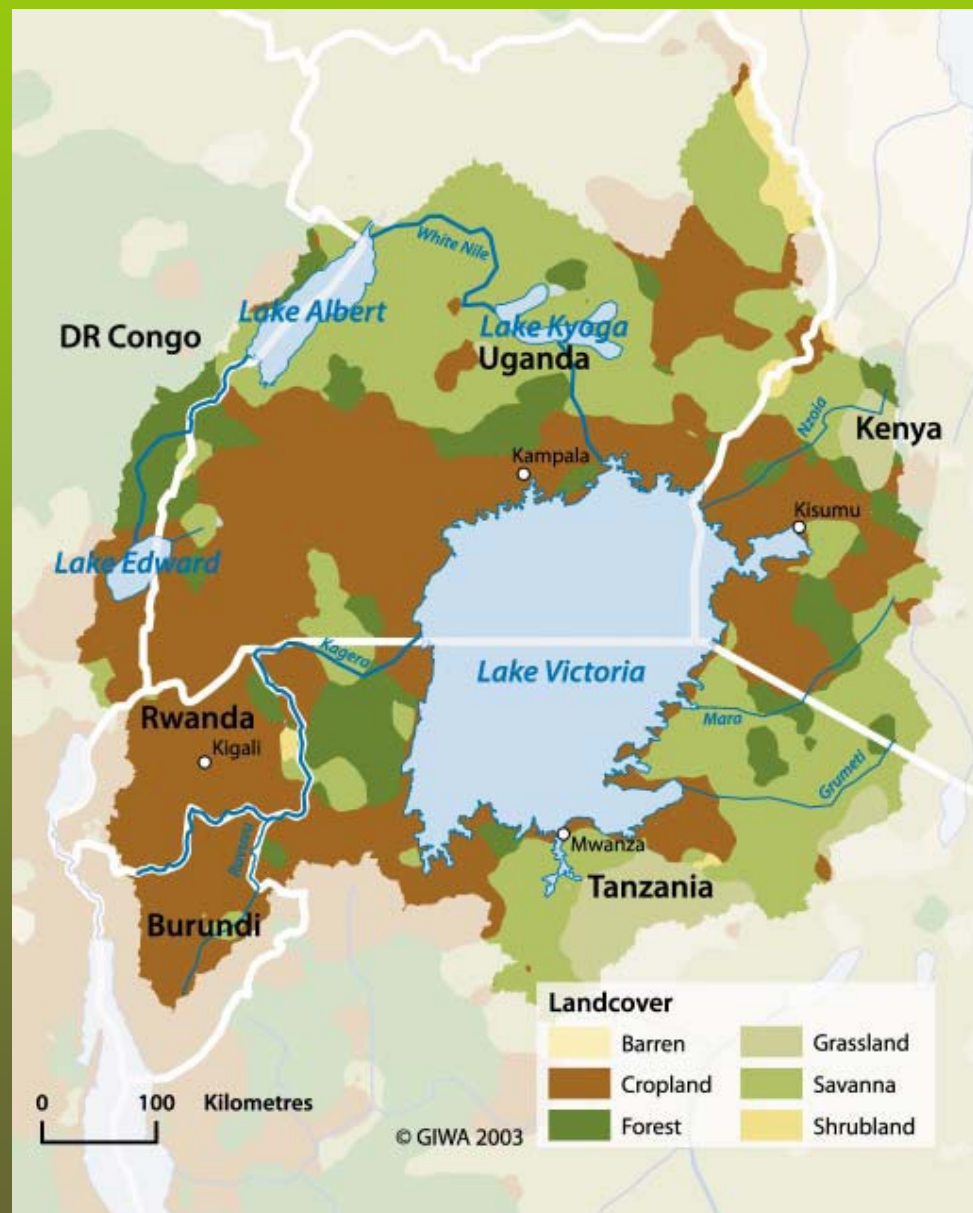 White Nile
Lake Albert
Lake Kyoga
DR Congo
Uganda
Nzoia
Kenya
Kampala
Kisumu
Lake Edward
Kagera
Lake Victoria
Mara
Rwanda
Kigali
Grumeti
Mwanza
Tanzania
Burundi
Landcover
Barren
Grassland
Cropland
Savanna
Forest
Shrubland
0 100 Kilometres
© GIWA 2003